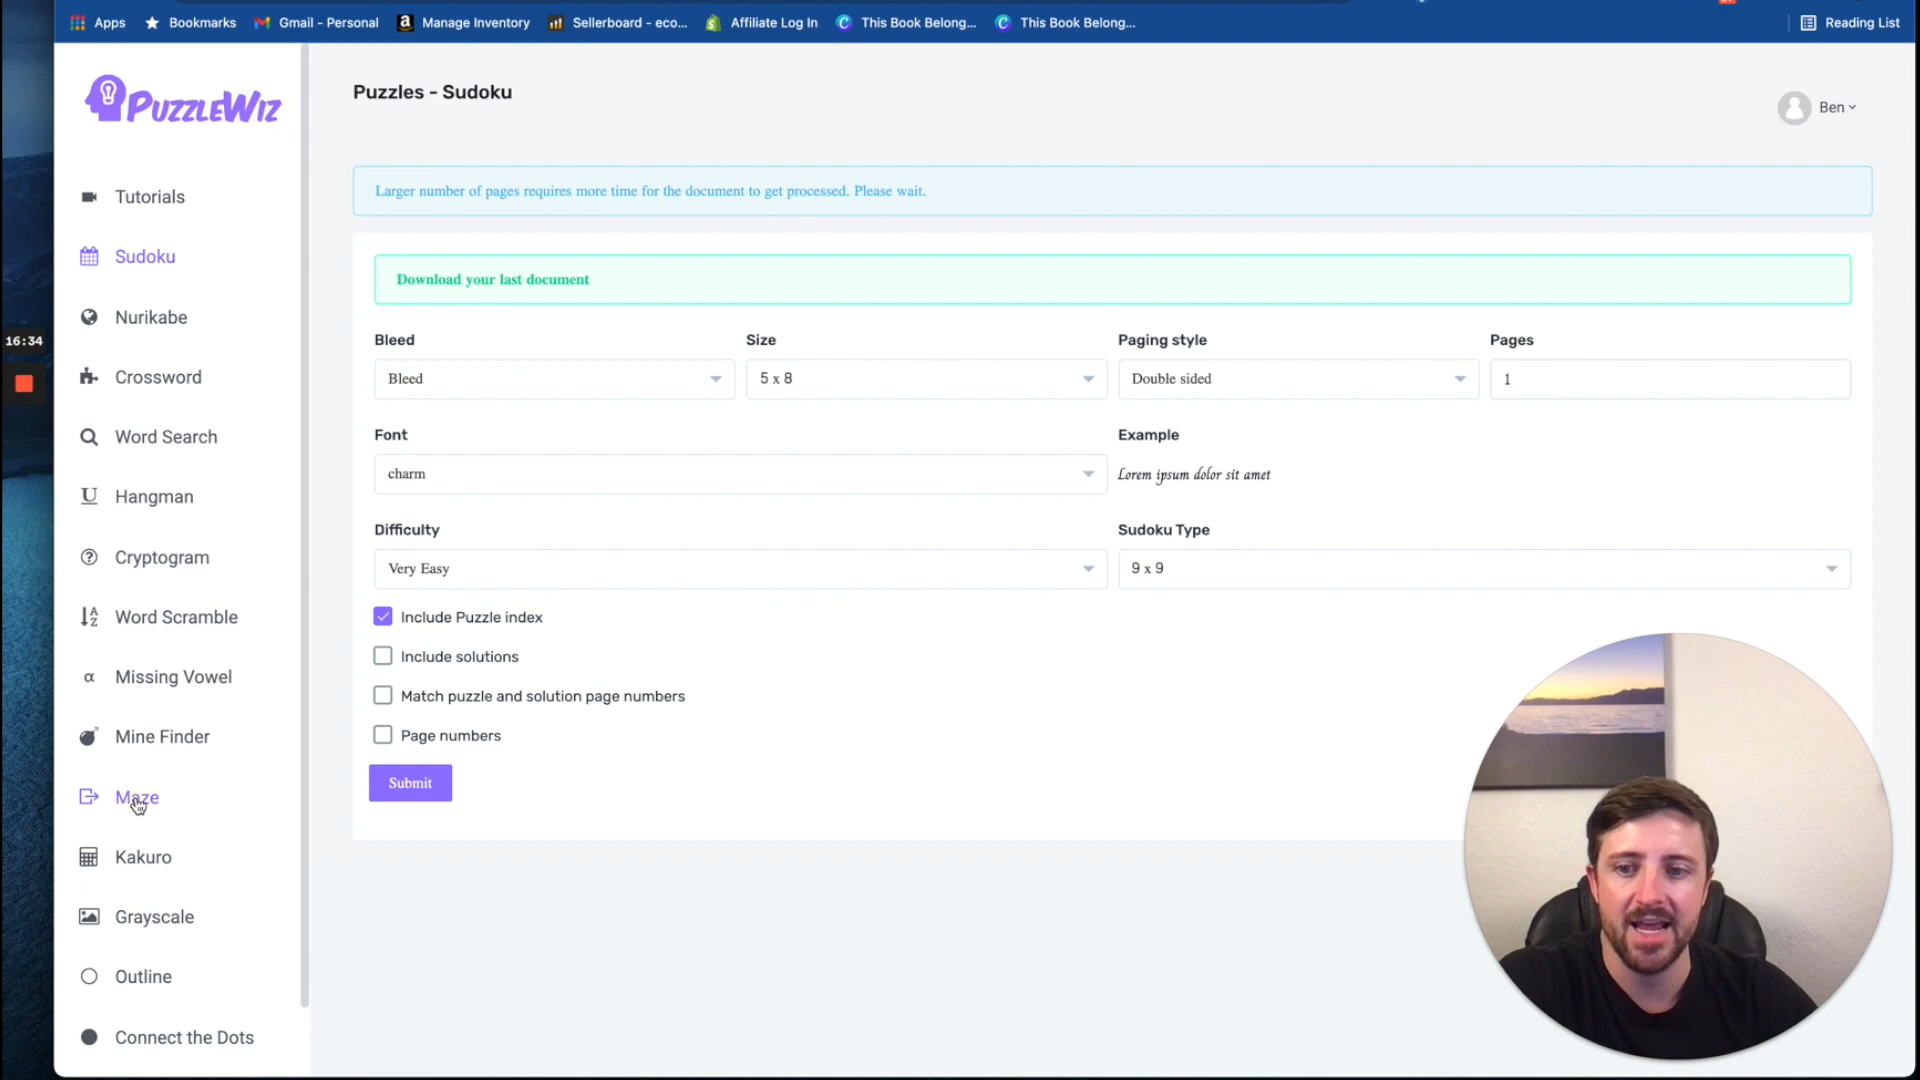 Apps
Bookmarks
Gmail - Personal
Manage Inventory
Sellerboard - eco...
Affiliate Log In
This Book Belong...
This Book Belong...
Reading List
PUZZLEWIZ
Puzzles - Sudoku
Ben
Larger number of pages requires more time for the document to get processed. Please wait.
Tutorials
Sudoku
Nurikabe
Crossword
Word Search
Hangman
Cryptogram
Word Scramble
Missing Vowel
Mine Finder
Maze
Kakuro
Grayscale
Outline
Connect the Dots
16:34
Download your last document
Bleed
Size
Paging style
Pages
Bleed
5 x 8
Double sided
1
Font
Example
charm
Lorem ipsum dolor sit amet
Difficulty
Sudoku Type
Very Easy
9 x 9
Include Puzzle index
Include solutions
Match puzzle and solution page numbers
Page numbers
Submit